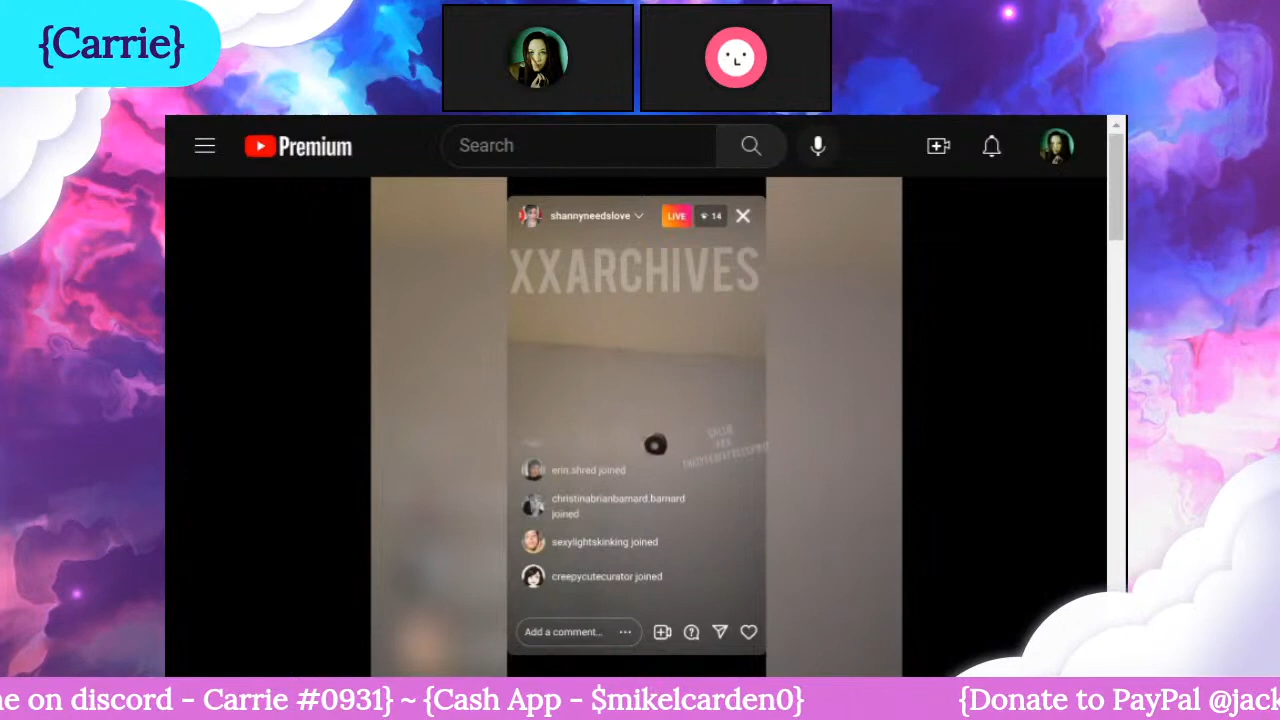 {Carrie}
Premium
Search
shannyneedslove
LIVE
14
XXARCHIVES
erin.shred joined
christinabrianbarnard.barnard
joined
sexylightskinking joined
creepycutecurator joined
Add a comment...
ne on discord - Carrie #0931} ~ {Cash App - $mikelcarden0}
{Donate to PayPal @jack